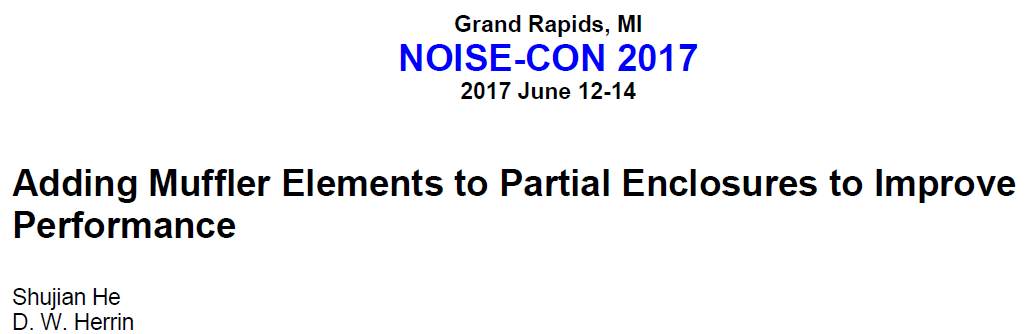 Grand Rapids, MI
NOISE-CON 2017
2017 June 12-14
Adding Muffler Elements to Partial Enclosures to Improve
Performance
Shujian He
D. W. Herrin